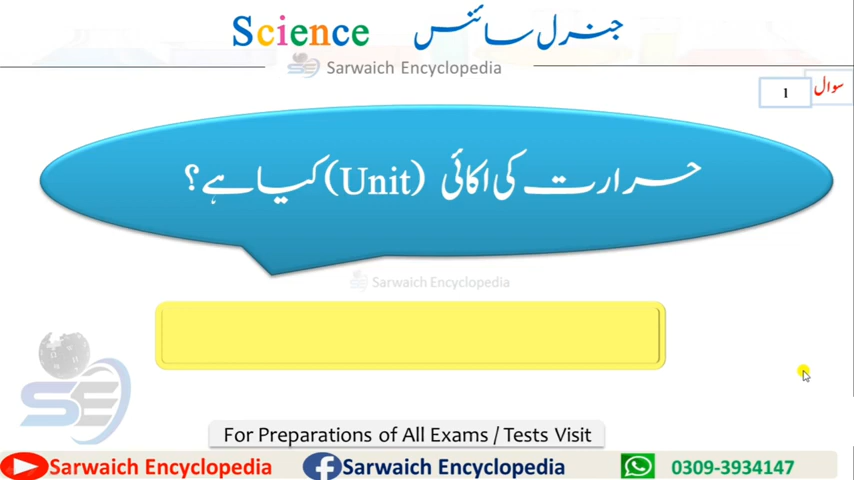 Science جنرل سائنس
Sarwaich Encyclopedia
سوال 1
حرارت کی اکائی (Unit) کیا ہے؟
Sarwaich Encyclopedia
SE
For Preparations of All Exams / Tests Visit
Sarwaich Encyclopedia Sarwaich Encyclopedia 0309-3934147